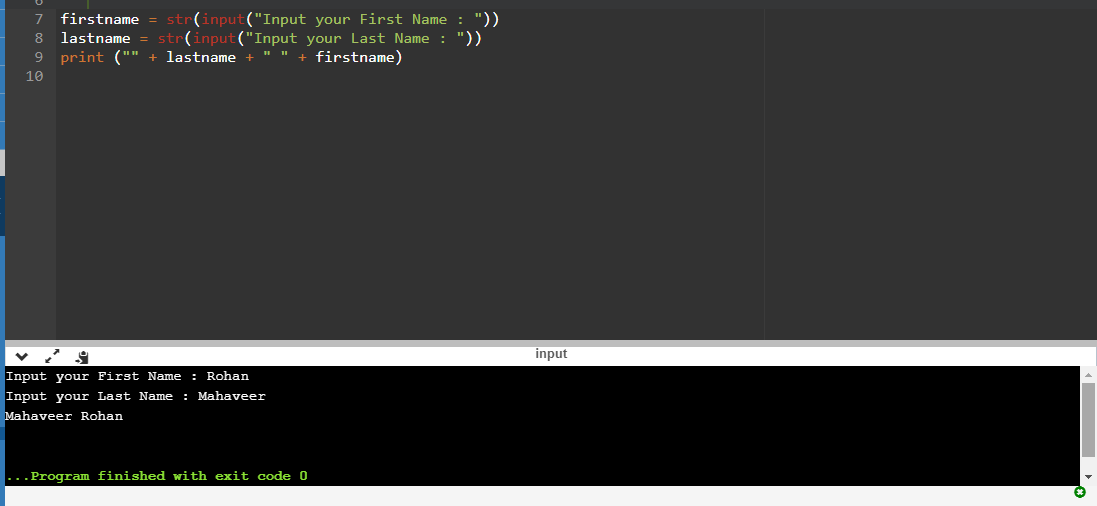 6
7 firstname = str(input("Input your First Name : "))
8 lastname = str(input("Input your Last Name : "))
9 print ("" + lastname + " " + firstname)
10
input
Input your First Name : Rohan
Input your Last Name : Mahaveer
Mahaveer Rohan
...Program finished with exit code 0